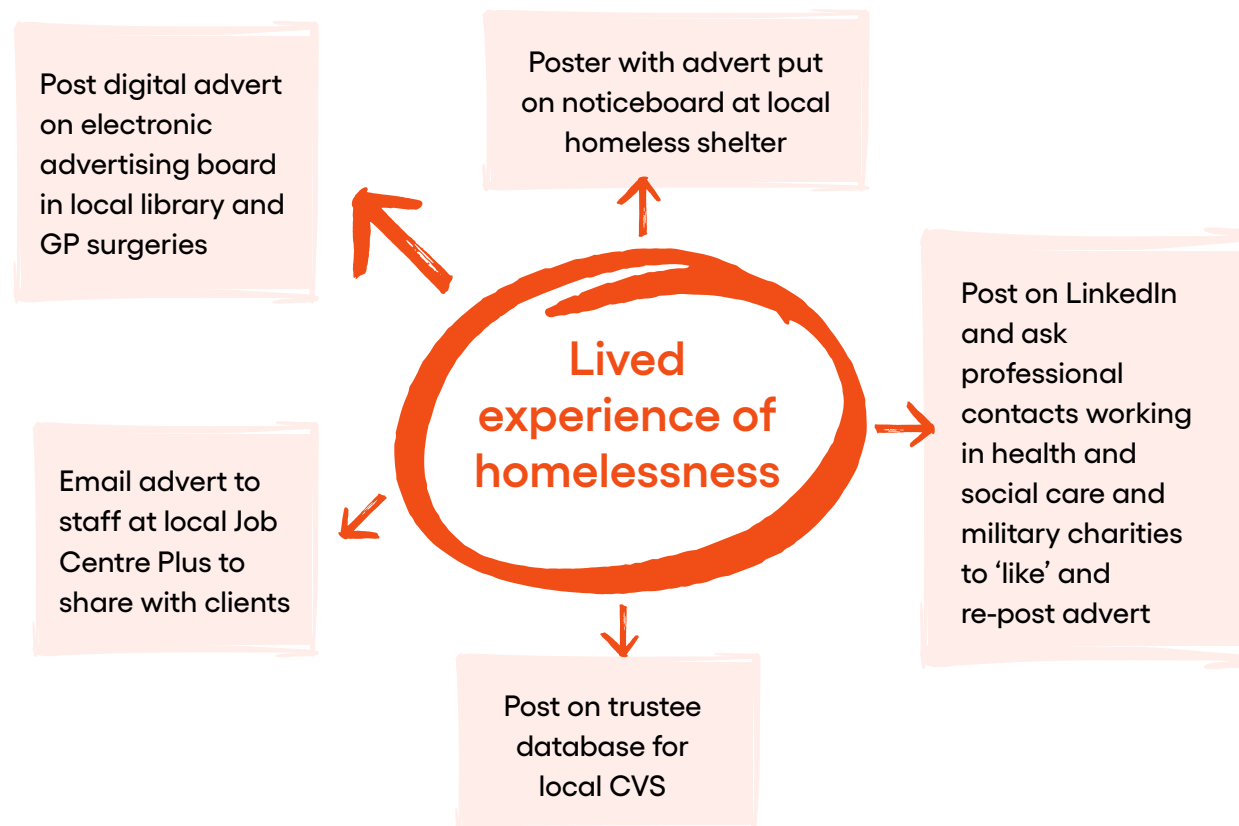 Post digital advert
on electronic
advertising board
in local library and
GP surgeries
Poster with advert put
on noticeboard at local
homeless shelter
Lived
experience of
homelessness
Post on LinkedIn
and ask
professional
contacts working
in health and
social care and
military charities
to ‘like’ and
re-post advert
Email advert to
staff at local Job
Centre Plus to
share with clients
Post on trustee
database for
local CVS